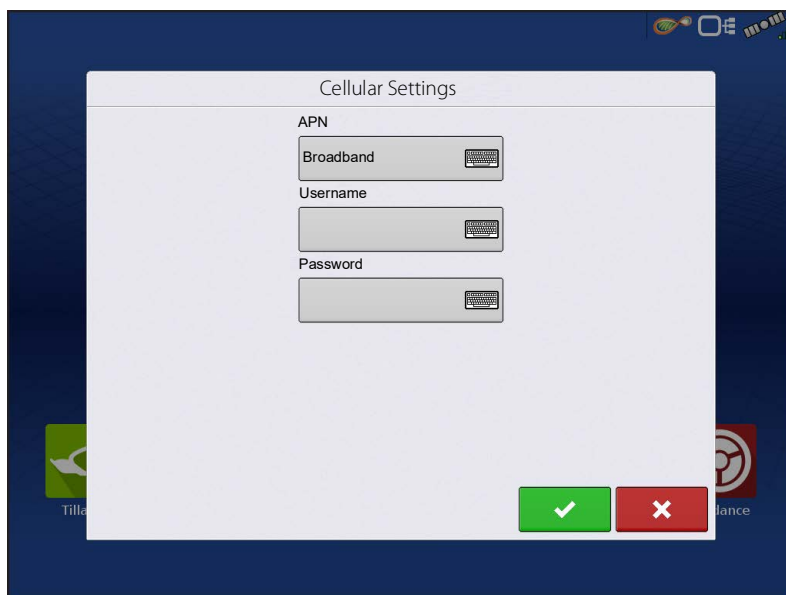 Cellular Settings
APN
Broadband
Username
Password
Tilla
dance